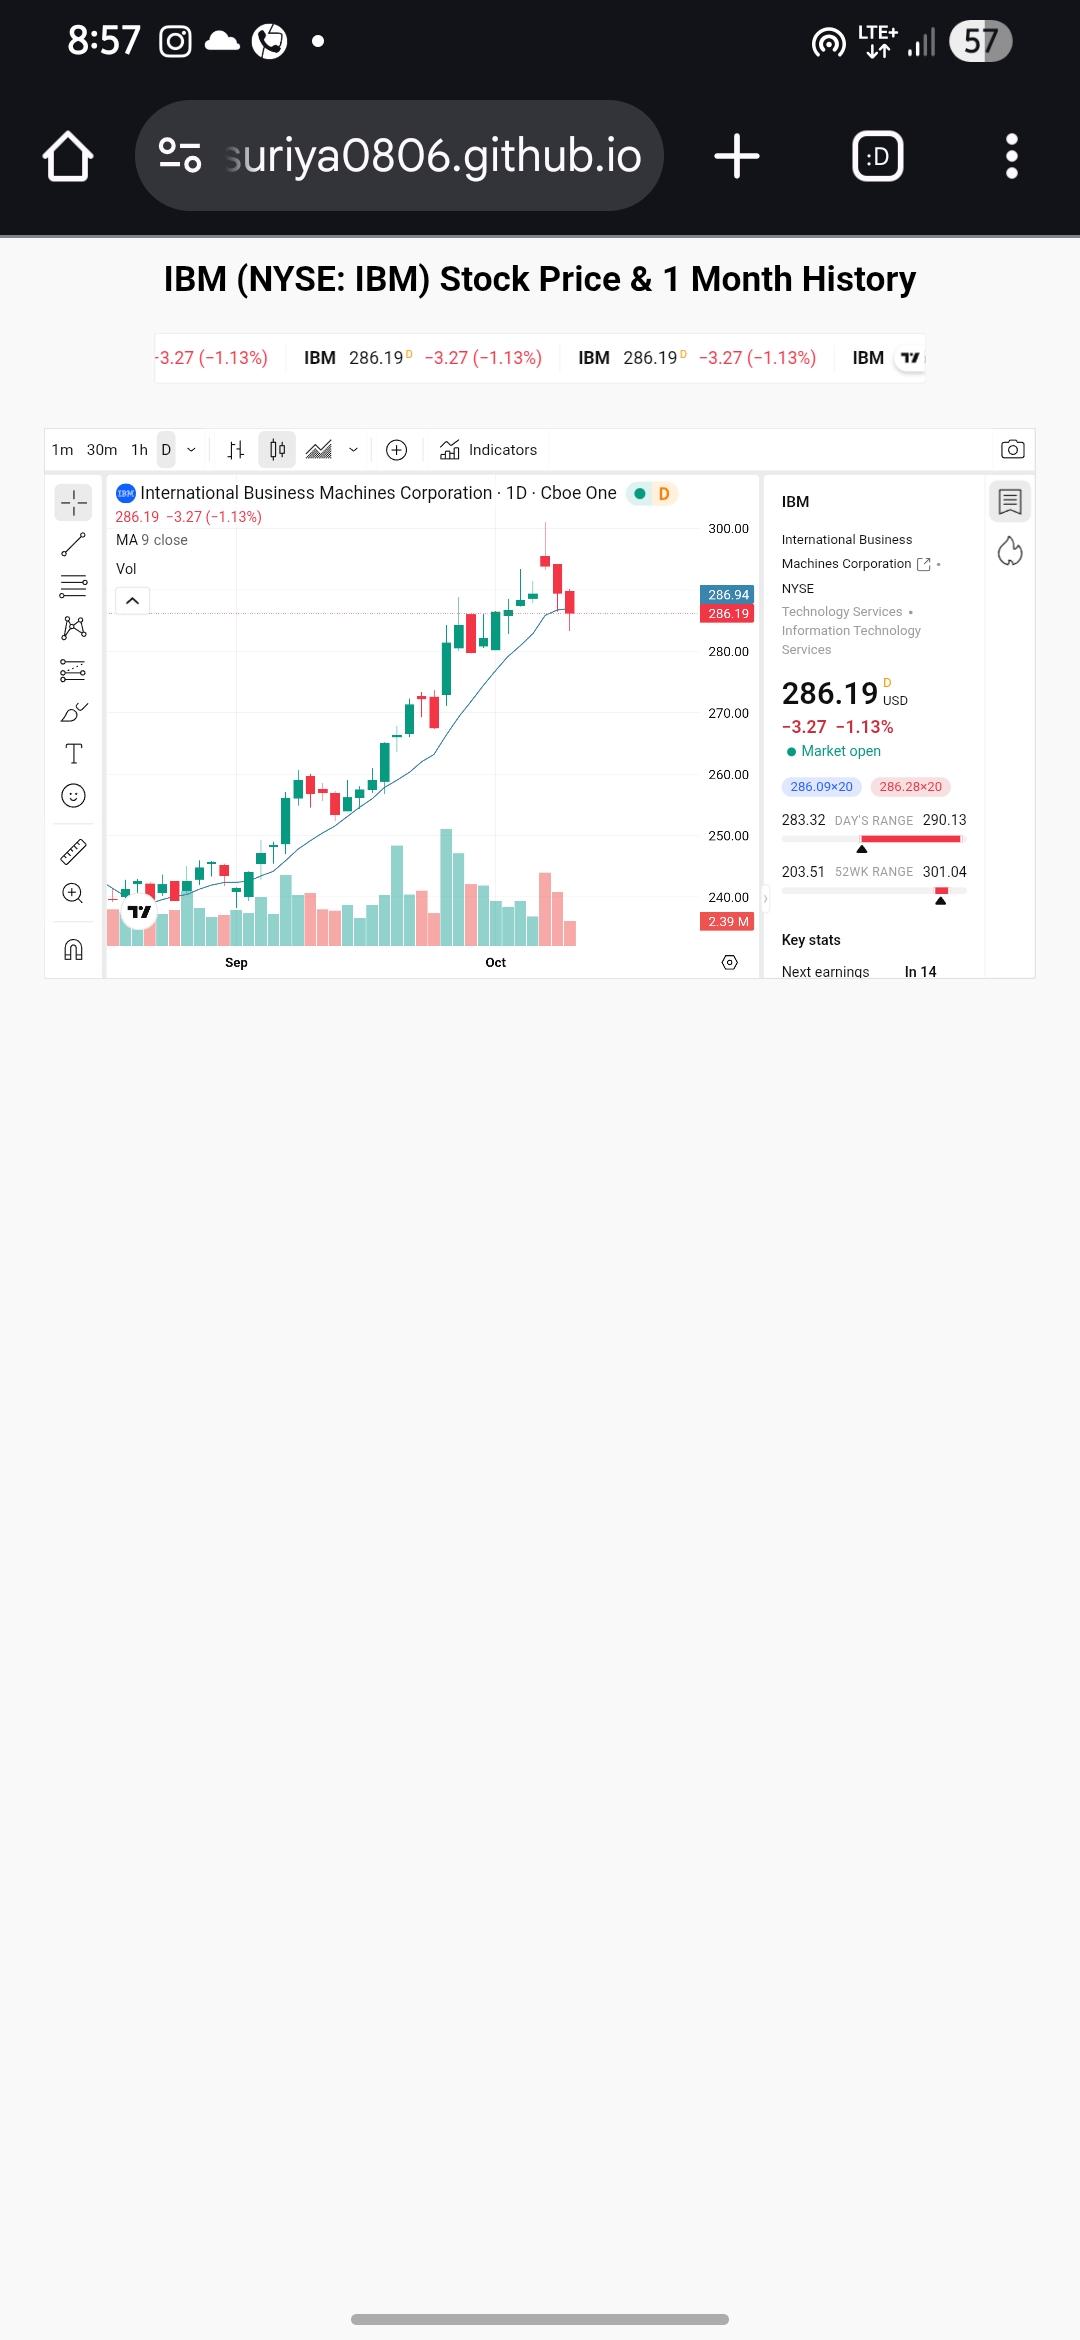 8:57
LTE+
57
suriya0806.github.io
:D
IBM (NYSE: IBM) Stock Price & 1 Month History
-3.27 (−1.13%) IBM 286.19 D −3.27 (−1.13%) IBM 286.19 D −3.27 (−1.13%) IBM
1m 30m 1h D Indicators
IBM International Business Machines Corporation · 1D · Cboe One D
286.19 −3.27 (−1.13%)
MA 9 close
Vol
300.00
286.94
286.19
280.00
270.00
260.00
250.00
240.00
2.39 M
Sep Oct
IBM
International Business
Machines Corporation •
NYSE
Technology Services •
Information Technology
Services
286.19 D USD
−3.27 −1.13%
Market open
286.09×20 286.28×20
283.32 DAY'S RANGE 290.13
203.51 52WK RANGE 301.04
Key stats
Next earnings In 14